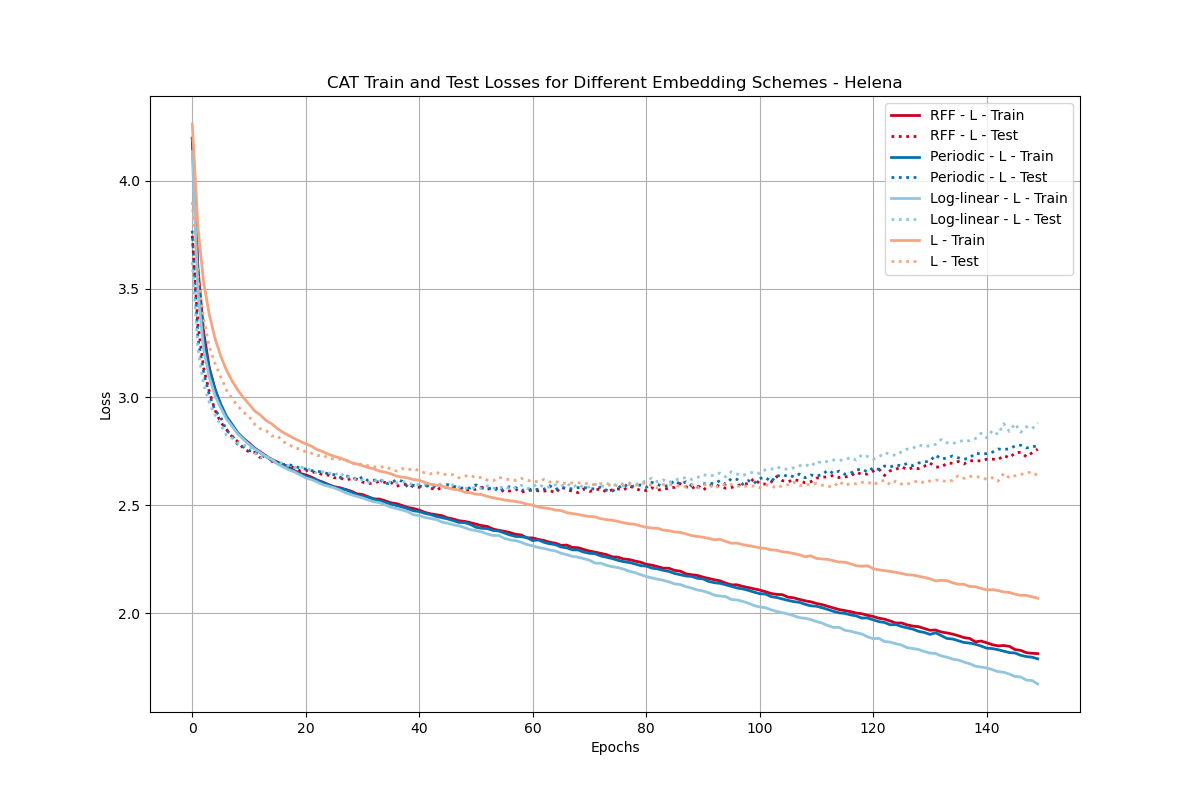 CAT Train and Test Losses for Different Embedding Schemes - Helena
RFF - L - Train
RFF - L - Test
Periodic - L - Train
Periodic - L - Test
Log-linear - L - Train
Log-linear - L - Test
L - Train
L - Test
4.0
3.5
3.0
2.5
2.0
Loss
0 20 40 60 80 100 120 140
Epochs